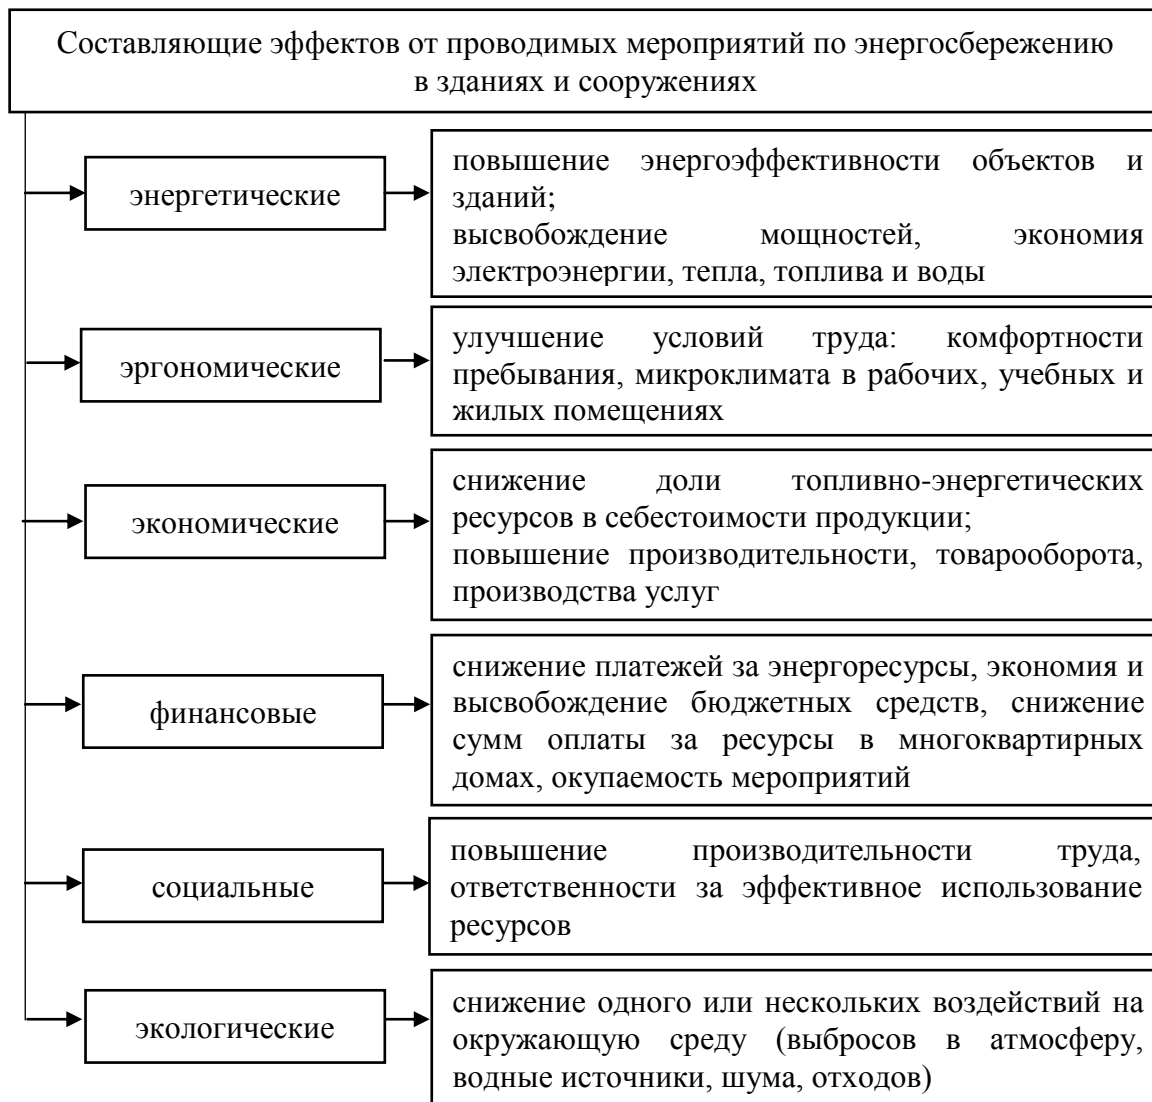 Составляющие эффектов от проводимых мероприятий по энергосбережению
в зданиях и сооружениях
энергетические
повышение энергоэффективности объектов и
зданий;
высвобождение мощностей, экономия
электроэнергии, тепла, топлива и воды
эргономические
улучшение условий труда: комфортности
пребывания, микроклимата в рабочих, учебных и
жилых помещениях
экономические
снижение доли топливно-энергетических
ресурсов в себестоимости продукции;
повышение производительности, товарооборота,
производства услуг
финансовые
снижение платежей за энергоресурсы, экономия и
высвобождение бюджетных средств, снижение
сумм оплаты за ресурсы в многоквартирных
домах, окупаемость мероприятий
социальные
повышение производительности труда,
ответственности за эффективное использование
ресурсов
экологические
снижение одного или нескольких воздействий на
окружающую среду (выбросов в атмосферу,
водные источники, шума, отходов)